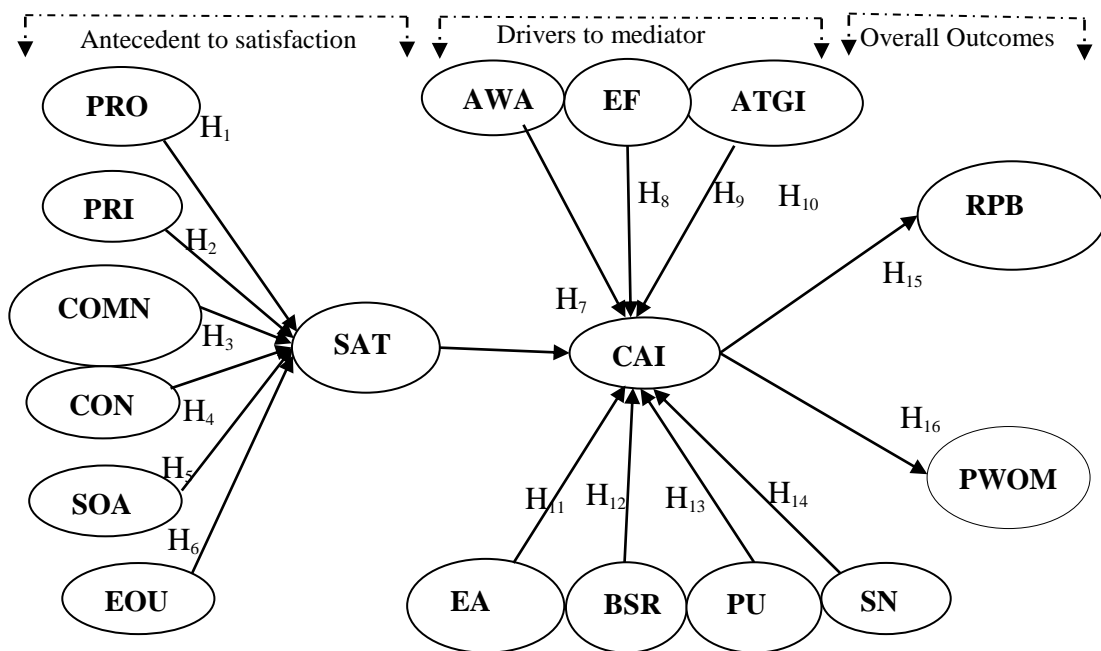 Antecedent to satisfaction
Drivers to mediator
Overall Outcomes
PRO
AWA
EF
ATGI
H1
PRI
H2
H8
H9
H10
RPB
COMN
H3
SAT
H7
H15
CAI
CON
H4
H16
SOA
H5
PWOM
H11
H12
H13
H14
H6
EOU
EA
BSR
PU
SN